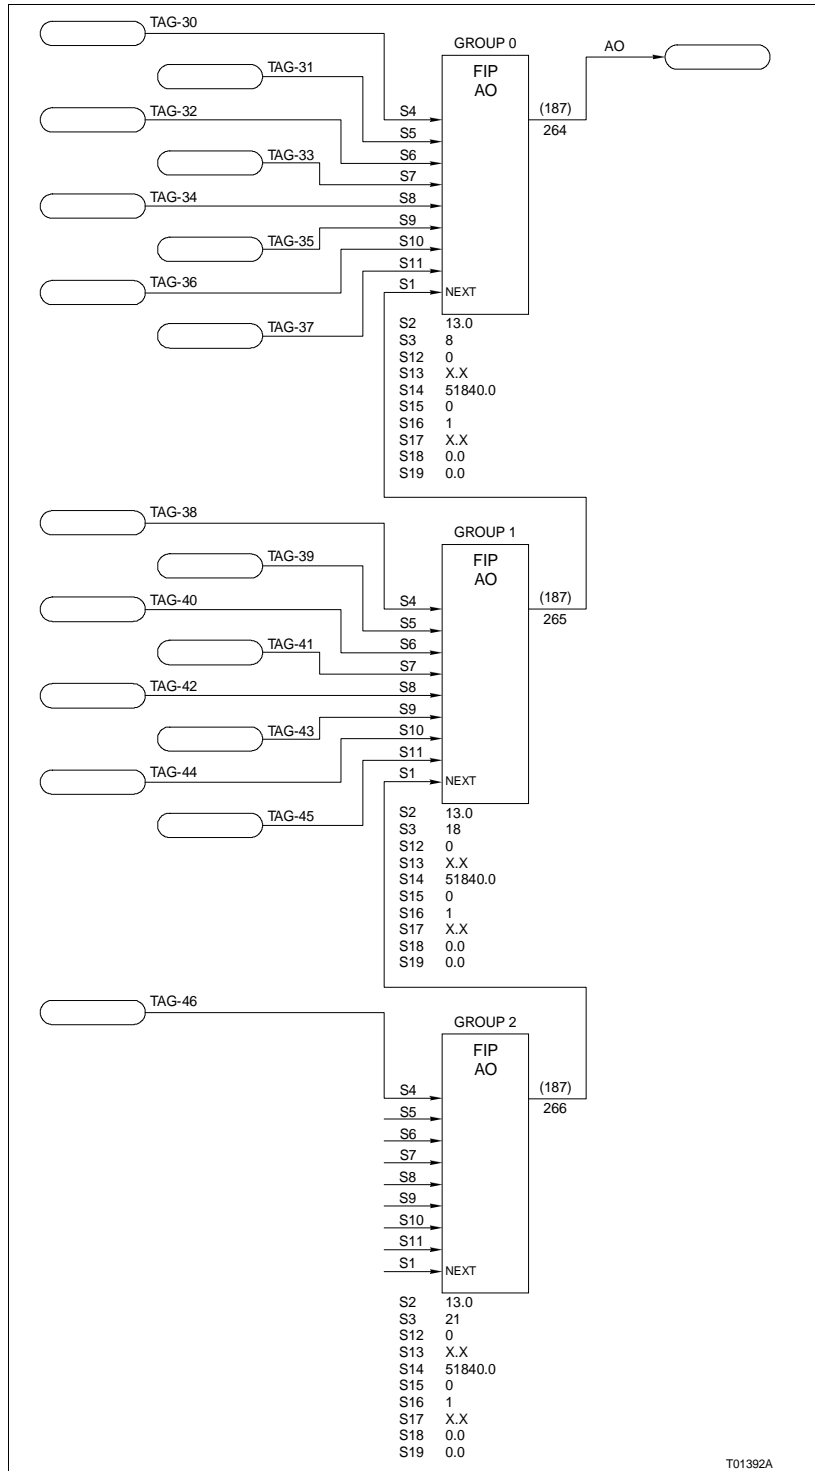 TAG-30
GROUP 0
AO
TAG-31
FIP
AO
TAG-32
S4
(187)
264
S5
TAG-33
S6
S7
TAG-34
S8
TAG-35
S9
S10
TAG-36
S11
S1
NEXT
TAG-37
S2 13.0
S3 8
S12 0
S13 X.X
S14 51840.0
S15 0
S16 1
S17 X.X
S18 0.0
S19 0.0
TAG-38
GROUP 1
TAG-39
FIP
AO
TAG-40
S4
(187)
265
S5
TAG-41
S6
S7
TAG-42
S8
TAG-43
S9
S10
TAG-44
S11
S1
NEXT
TAG-45
S2 13.0
S3 18
S12 0
S13 X.X
S14 51840.0
S15 0
S16 1
S17 X.X
S18 0.0
S19 0.0
TAG-46
GROUP 2
FIP
AO
S4
(187)
266
S5
S6
S7
S8
S9
S10
S11
S1
NEXT
S2 13.0
S3 21
S12 0
S13 X.X
S14 51840.0
S15 0
S16 1
S17 X.X
S18 0.0
S19 0.0
T01392A